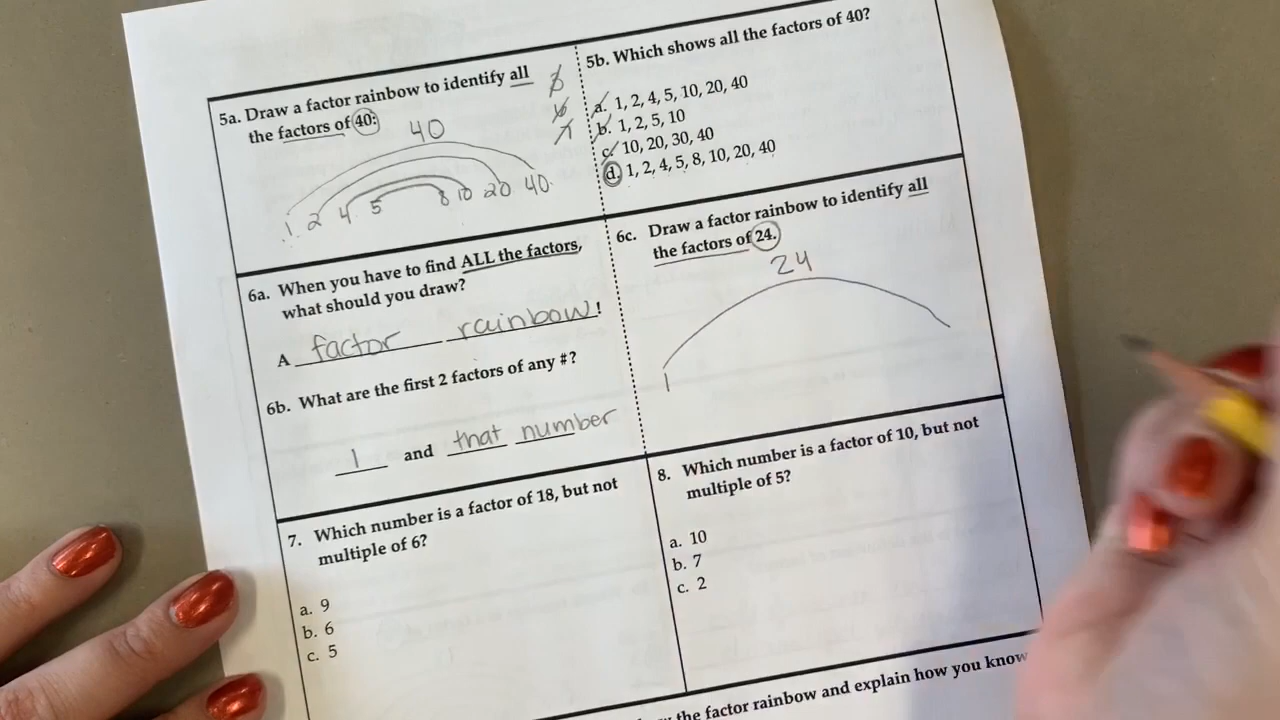 5a. Draw a factor rainbow to identify all
the factors of 40:
40
1 2 4 5 8 10 20 40
5b. Which shows all the factors of 40?
a. 1, 2, 4, 5, 10, 20, 40
b. 1, 2, 5, 10
c. 10, 20, 30, 40
d. 1, 2, 4, 5, 8, 10, 20, 40
6a. When you have to find ALL the factors,
what should you draw?
A factor rainbow!
6b. What are the first 2 factors of any #?
1 and that number
6c. Draw a factor rainbow to identify all
the factors of 24.
24
1
7. Which number is a factor of 18, but not
multiple of 6?
a. 9
b. 6
c. 5
8. Which number is a factor of 10, but not
multiple of 5?
a. 10
b. 7
c. 2
the factor rainbow and explain how you know